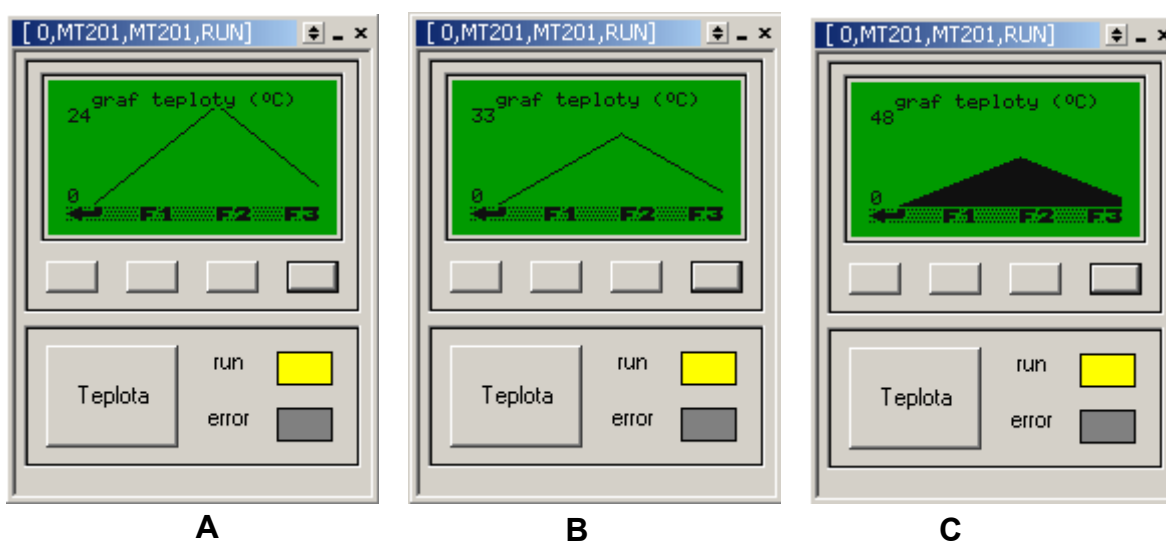 [ 0,MT201,MT201,RUN]
graf teploty (ºC)
24
0
F1 F2 F3
Teplota
run
error
A
[ 0,MT201,MT201,RUN]
graf teploty (ºC)
33
0
F1 F2 F3
Teplota
run
error
B
[ 0,MT201,MT201,RUN]
graf teploty (ºC)
48
0
F1 F2 F3
Teplota
run
error
C